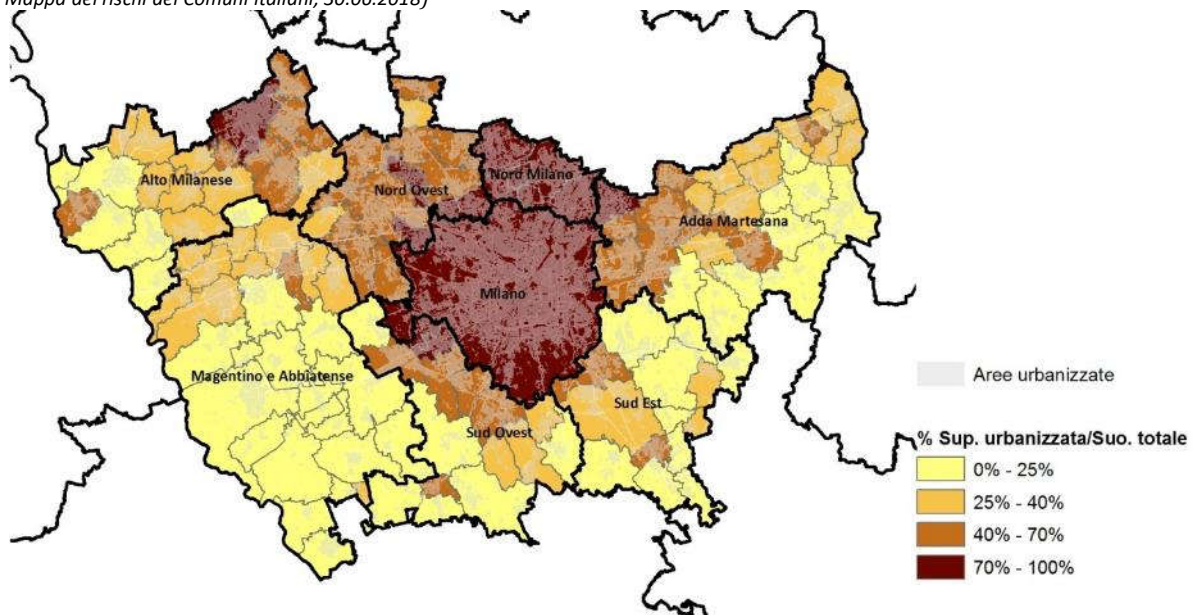 Mappa dei rischi dei Comuni italiani, 30.06.2018)
Alto Milanese
Nord Ovest
Nord Milano
Adda Martesana
Milano
Magentino e Abbiatense
Sud Est
Sud Ovest
Aree urbanizzate
% Sup. urbanizzata/Suo. totale
0% - 25%
25% - 40%
40% - 70%
70% - 100%